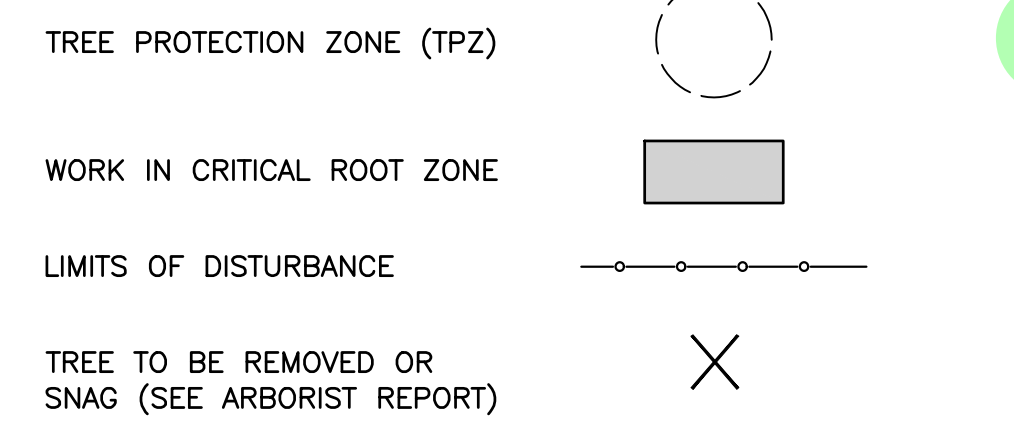 TREE PROTECTION ZONE (TPZ)
WORK IN CRITICAL ROOT ZONE
LIMITS OF DISTURBANCE
TREE TO BE REMOVED OR
SNAG (SEE ARBORIST REPORT)